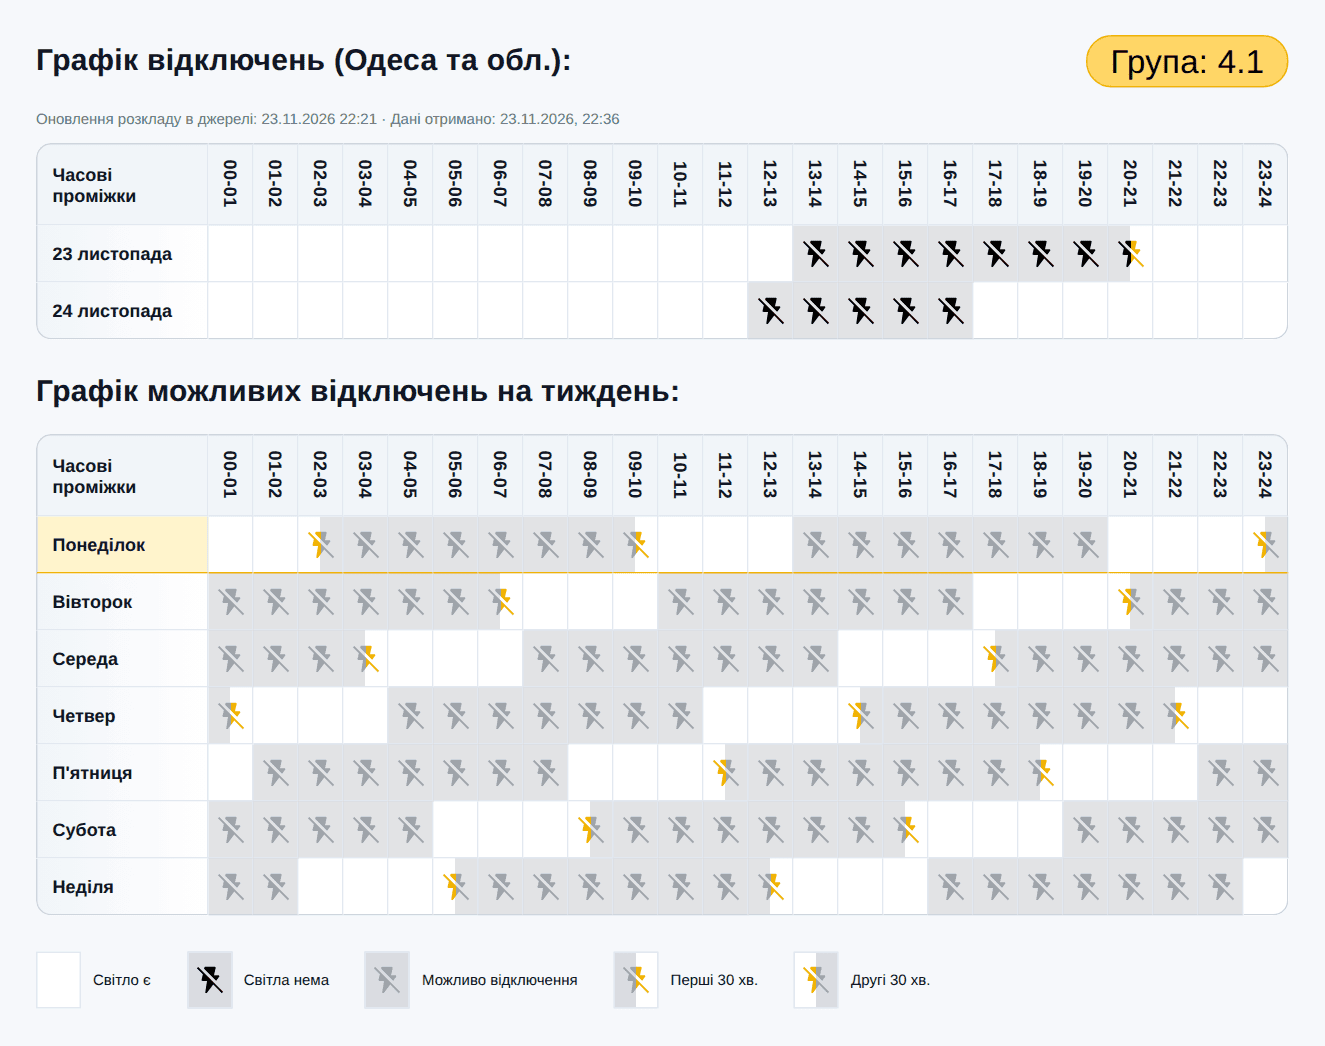 Графік відключень (Одеса та обл.):
Група: 4.1
Оновлення розкладу в джерелі: 23.11.2026 22:21 · Дані отримано: 23.11.2026, 22:36
Часові проміжки 00-01 01-02 02-03 03-04 04-05 05-06 06-07 07-08 08-09 09-10 10-11 11-12 12-13 13-14 14-15 15-16 16-17 17-18 18-19 19-20 20-21 21-22 22-23 23-24
23 листопада
24 листопада
Графік можливих відключень на тиждень:
Часові проміжки 00-01 01-02 02-03 03-04 04-05 05-06 06-07 07-08 08-09 09-10 10-11 11-12 12-13 13-14 14-15 15-16 16-17 17-18 18-19 19-20 20-21 21-22 22-23 23-24
Понеділок
Вівторок
Середа
Четвер
П'ятниця
Субота
Неділя
Світло є Світла нема Можливо відключення Перші 30 хв. Другі 30 хв.